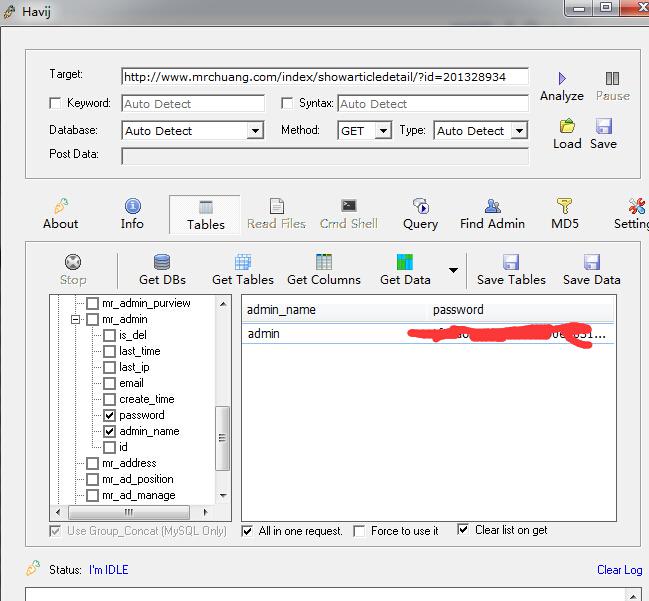 Havij
Target: http://www.mrchuang.com/index/showarticledetail/?id=201328934
Keyword: Auto Detect Syntax: Auto Detect
Analyze Pause
Database: Auto Detect Method: GET Type: Auto Detect
Post Data:
Load Save
About Info Tables Read Files Cmd Shell Query Find Admin MD5 Setting
Stop Get DBs Get Tables Get Columns Get Data Save Tables Save Data
mr_admin_purview
mr_admin
is_del
last_time
last_ip
email
create_time
password
admin_name
id
mr_address
mr_ad_position
mr_ad_manage
admin_name password
admin
Use Group_Concat (MySQL Only) All in one request. Force to use it Clear list on get
Status: I'm IDLE Clear Log